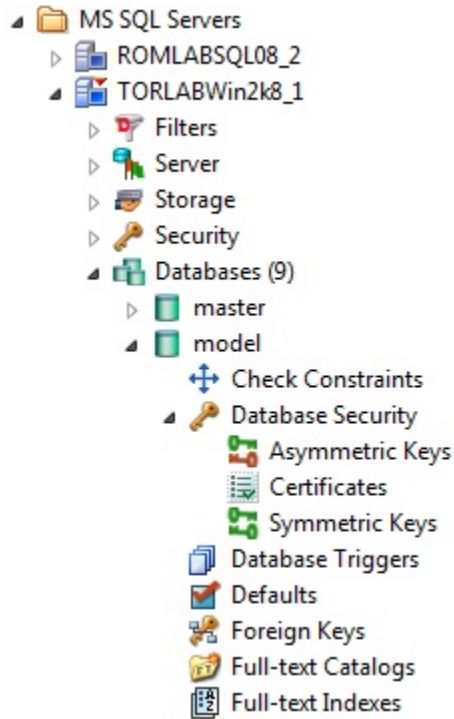 MS SQL Servers
ROMLABSQL08_2
TORLABWin2k8_1
Filters
Server
Storage
Security
Databases (9)
master
model
Check Constraints
Database Security
Asymmetric Keys
Certificates
Symmetric Keys
Database Triggers
Defaults
Foreign Keys
Full-text Catalogs
Full-text Indexes